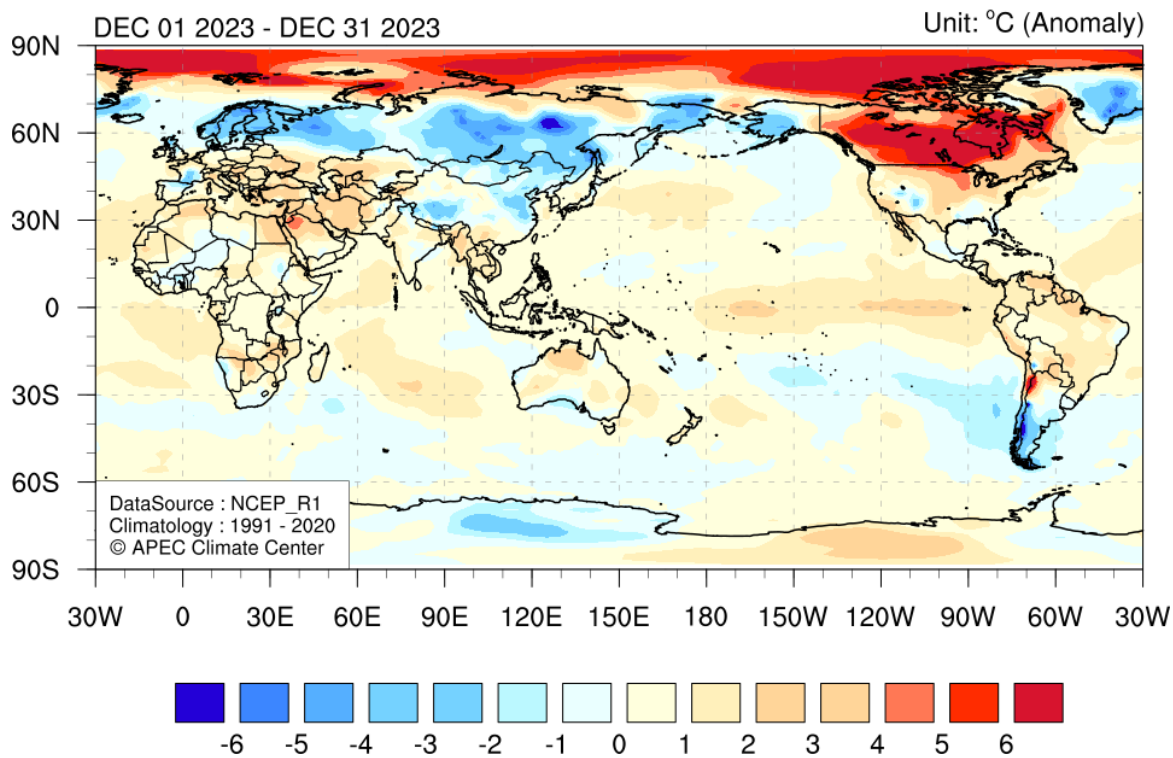 DEC 01 2023 - DEC 31 2023
Unit: °C (Anomaly)
90N
60N
30N
0
30S
60S
90S
DataSource : NCEP_R1
Climatology : 1991 - 2020
© APEC Climate Center
30W 0 30E 60E 90E 120E 150E 180 150W 120W 90W 60W 30W
-6 -5 -4 -3 -2 -1 0 1 2 3 4 5 6